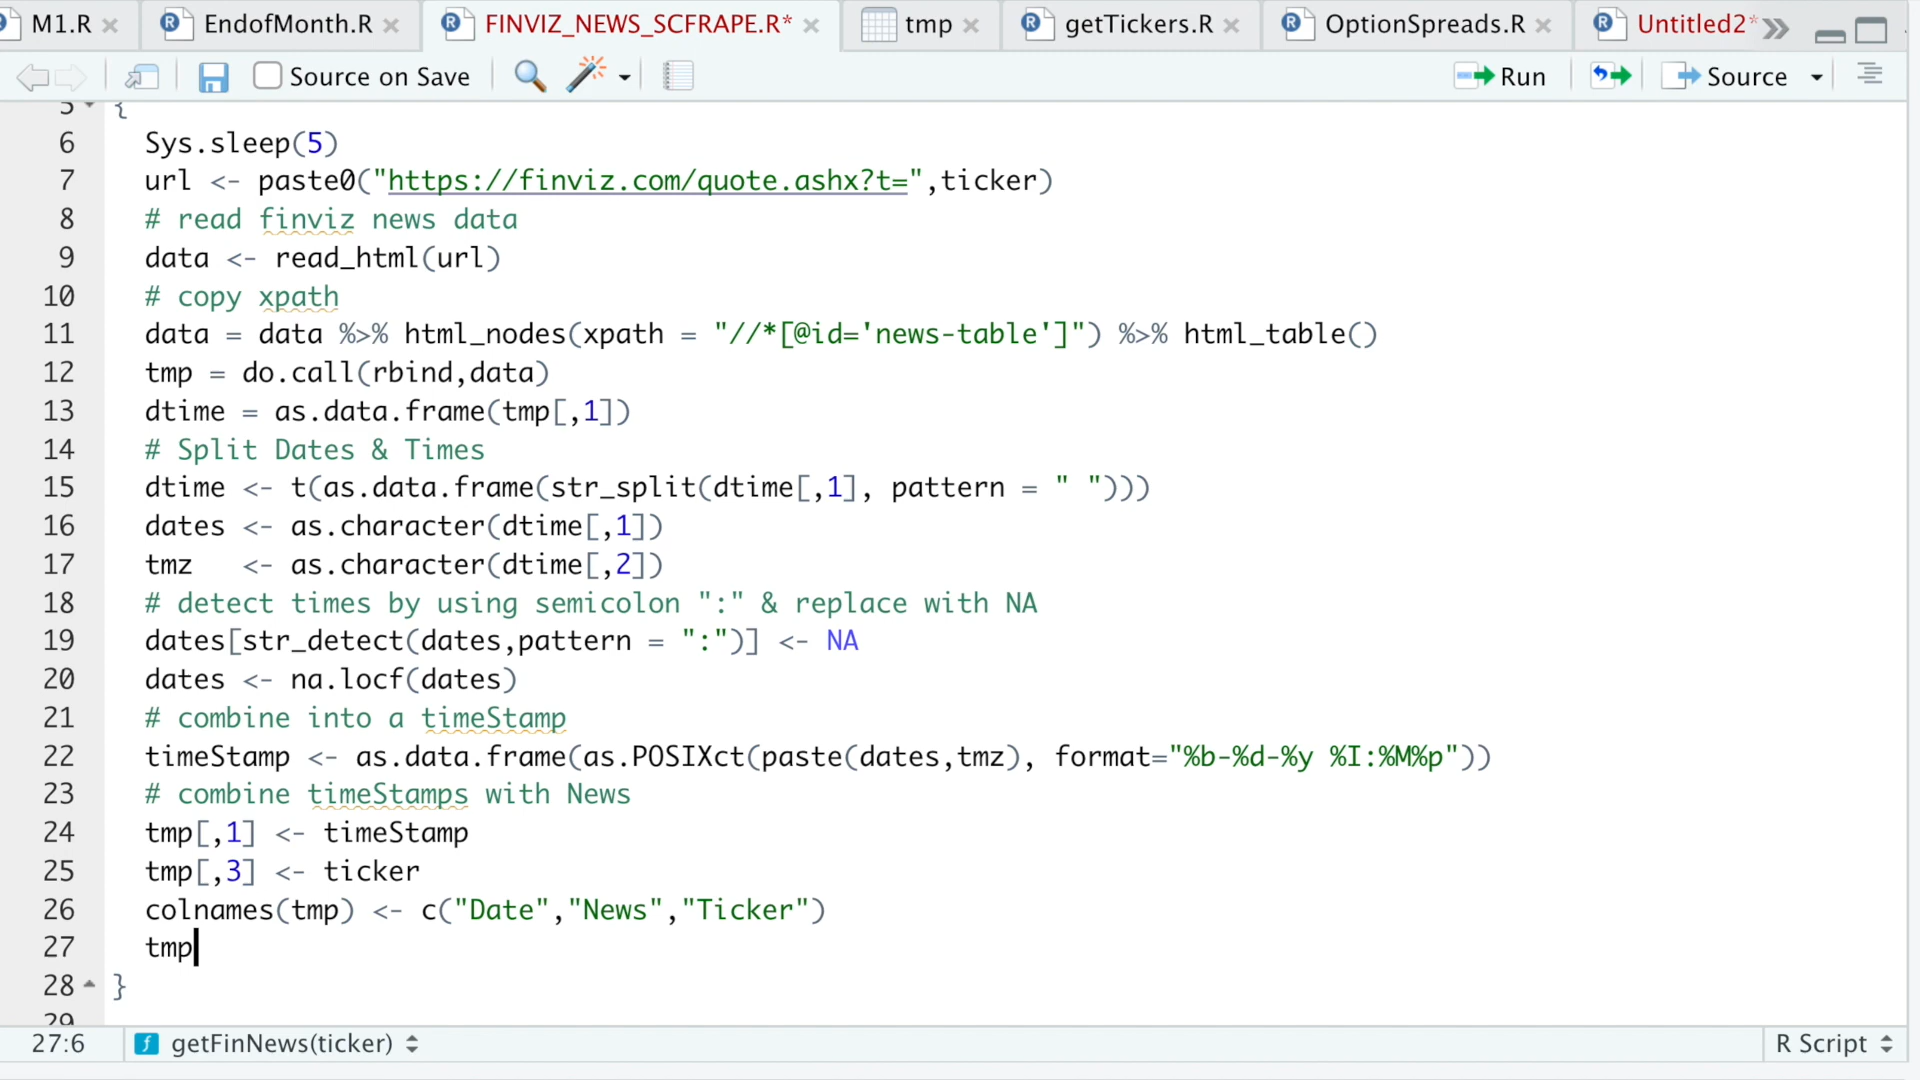 M1.R EndofMonth.R FINVIZ_NEWS_SCFRAPE.R* tmp getTickers.R OptionSpreads.R Untitled2*
Source on Save Run Source
5 {
6 Sys.sleep(5)
7 url <- paste0("https://finviz.com/quote.ashx?t=",ticker)
8 # read finviz news data
9 data <- read_html(url)
10 # copy xpath
11 data = data %>% html_nodes(xpath = "//*[@id='news-table']") %>% html_table()
12 tmp = do.call(rbind,data)
13 dtime = as.data.frame(tmp[,1])
14 # Split Dates & Times
15 dtime <- t(as.data.frame(str_split(dtime[,1], pattern = " ")))
16 dates <- as.character(dtime[,1])
17 tmz   <- as.character(dtime[,2])
18 # detect times by using semicolon ":" & replace with NA
19 dates[str_detect(dates,pattern = ":")] <- NA
20 dates <- na.locf(dates)
21 # combine into a timeStamp
22 timeStamp <- as.data.frame(as.POSIXct(paste(dates,tmz), format="%b-%d-%y %I:%M%p"))
23 # combine timeStamps with News
24 tmp[,1] <- timeStamp
25 tmp[,3] <- ticker
26 colnames(tmp) <- c("Date","News","Ticker")
27 tmp
28 }
29
27:6 getFinNews(ticker) R Script